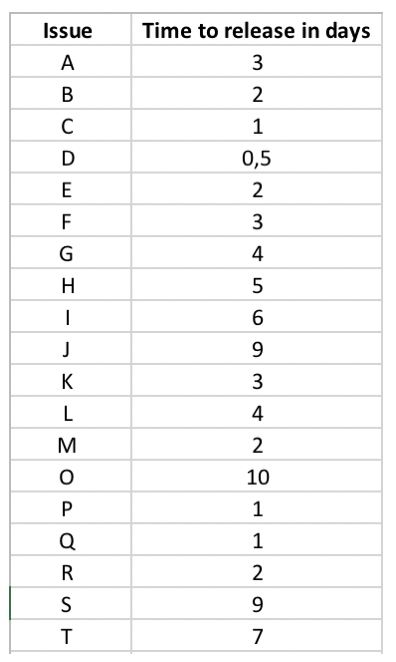 Issue Time to release in days
A 3
B 2
C 1
D 0,5
E 2
F 3
G 4
H 5
I 6
J 9
K 3
L 4
M 2
O 10
P 1
Q 1
R 2
S 9
T 7